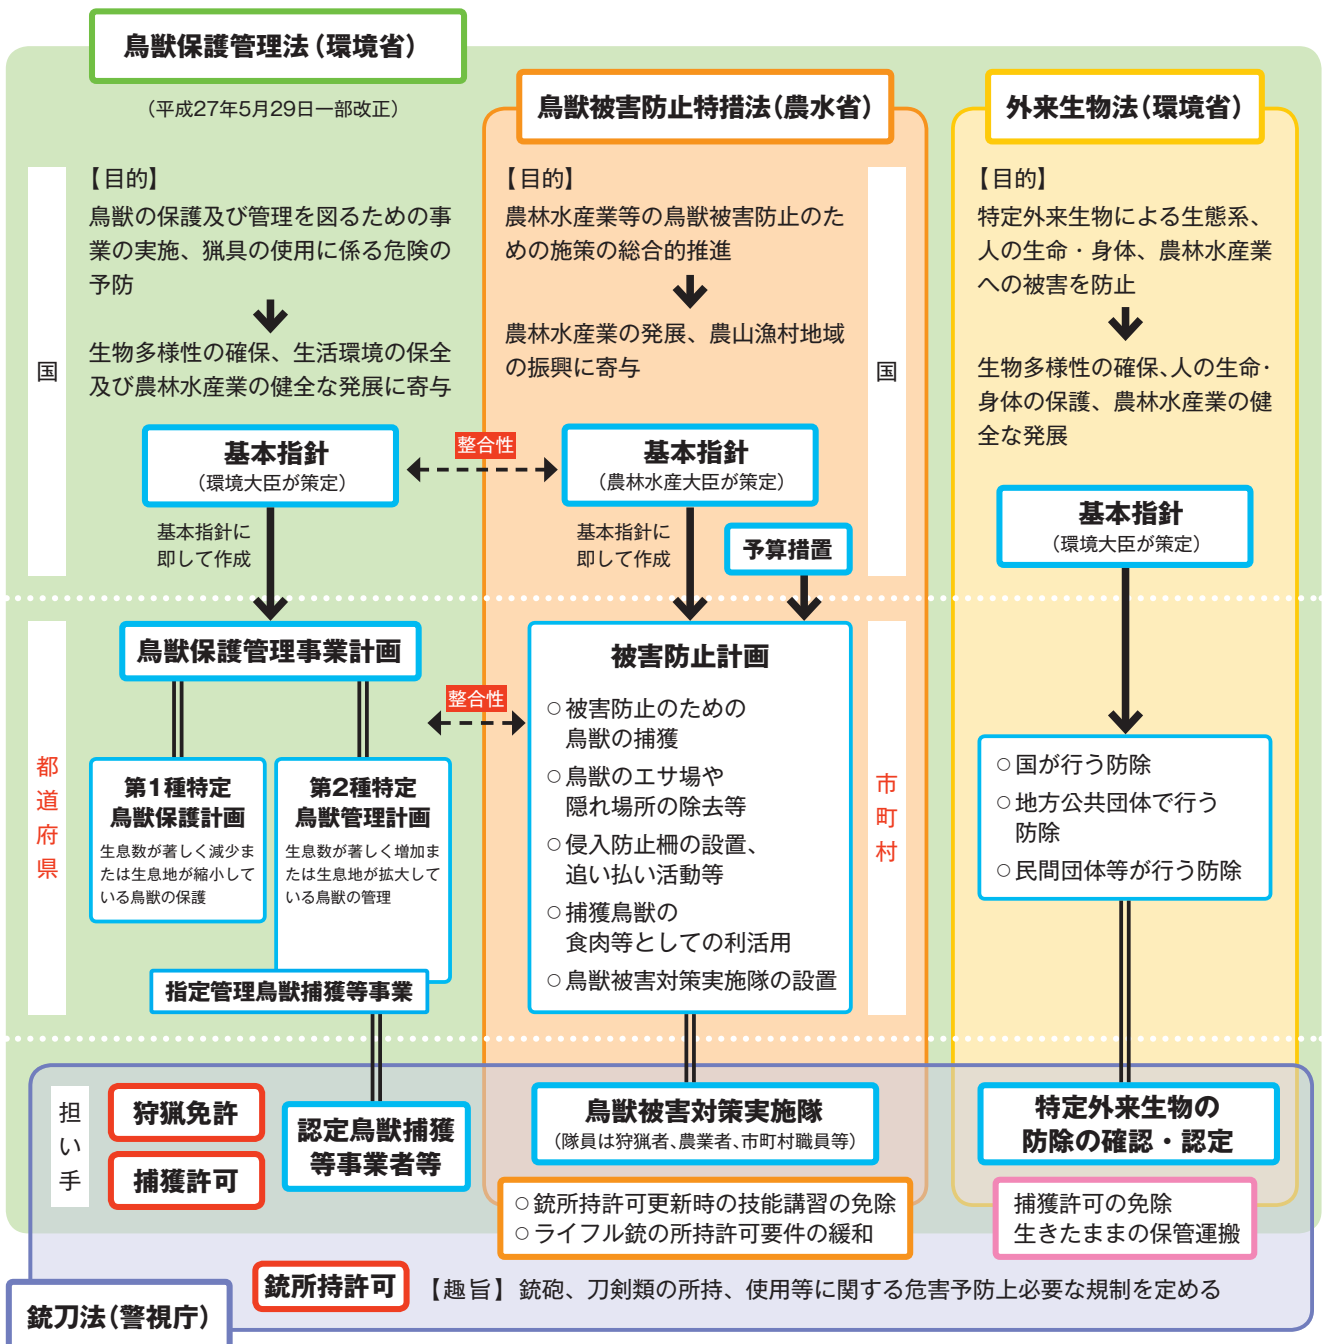 鳥獣保護管理法（環境省）
（平成27年5月29日一部改正）
国
【目的】
鳥獣の保護及び管理を図るための事
業の実施、猟具の使用に係る危険の
予防
生物多様性の確保、生活環境の保全
及び農林水産業の健全な発展に寄与
基本指針
（環境大臣が策定）
整合性
基本指針に
即して作成
鳥獣被害防止特措法（農水省）
【目的】
農林水産業等の鳥獣被害防止のた
めの施策の総合的推進
農林水産業の発展、農山漁村地域
の振興に寄与
国
基本指針
（農林水産大臣が策定）
基本指針に
即して作成
予算措置
外来生物法（環境省）
【目的】
特定外来生物による生態系、
人の生命・身体、農林水産業
への被害を防止
生物多様性の確保、人の生命・
身体の保護、農林水産業の健
全な発展
基本指針
（環境大臣が策定）
都道府県
鳥獣保護管理事業計画
整合性
第1種特定
鳥獣保護計画
生息数が著しく減少ま
たは生息地が縮小して
いる鳥獣の保護
第2種特定
鳥獣管理計画
生息数が著しく増加ま
たは生息地が拡大して
いる鳥獣の管理
指定管理鳥獣捕獲等事業
被害防止計画
○被害防止のための
鳥獣の捕獲
○鳥獣のエサ場や
隠れ場所の除去等
○侵入防止柵の設置、
追い払い活動等
○捕獲鳥獣の
食肉等としての利活用
○鳥獣被害対策実施隊の設置
市町村
○国が行う防除
○地方公共団体で行う
防除
○民間団体等が行う防除
担い手
狩猟免許
捕獲許可
認定鳥獣捕獲
等事業者等
鳥獣被害対策実施隊
（隊員は狩猟者、農業者、市町村職員等）
○銃所持許可更新時の技能講習の免除
○ライフル銃の所持許可要件の緩和
特定外来生物の
防除の確認・認定
捕獲許可の免除
生きたままの保管運搬
銃所持許可
【趣旨】銃砲、刀剣類の所持、使用等に関する危害予防上必要な規制を定める
銃刀法（警視庁）